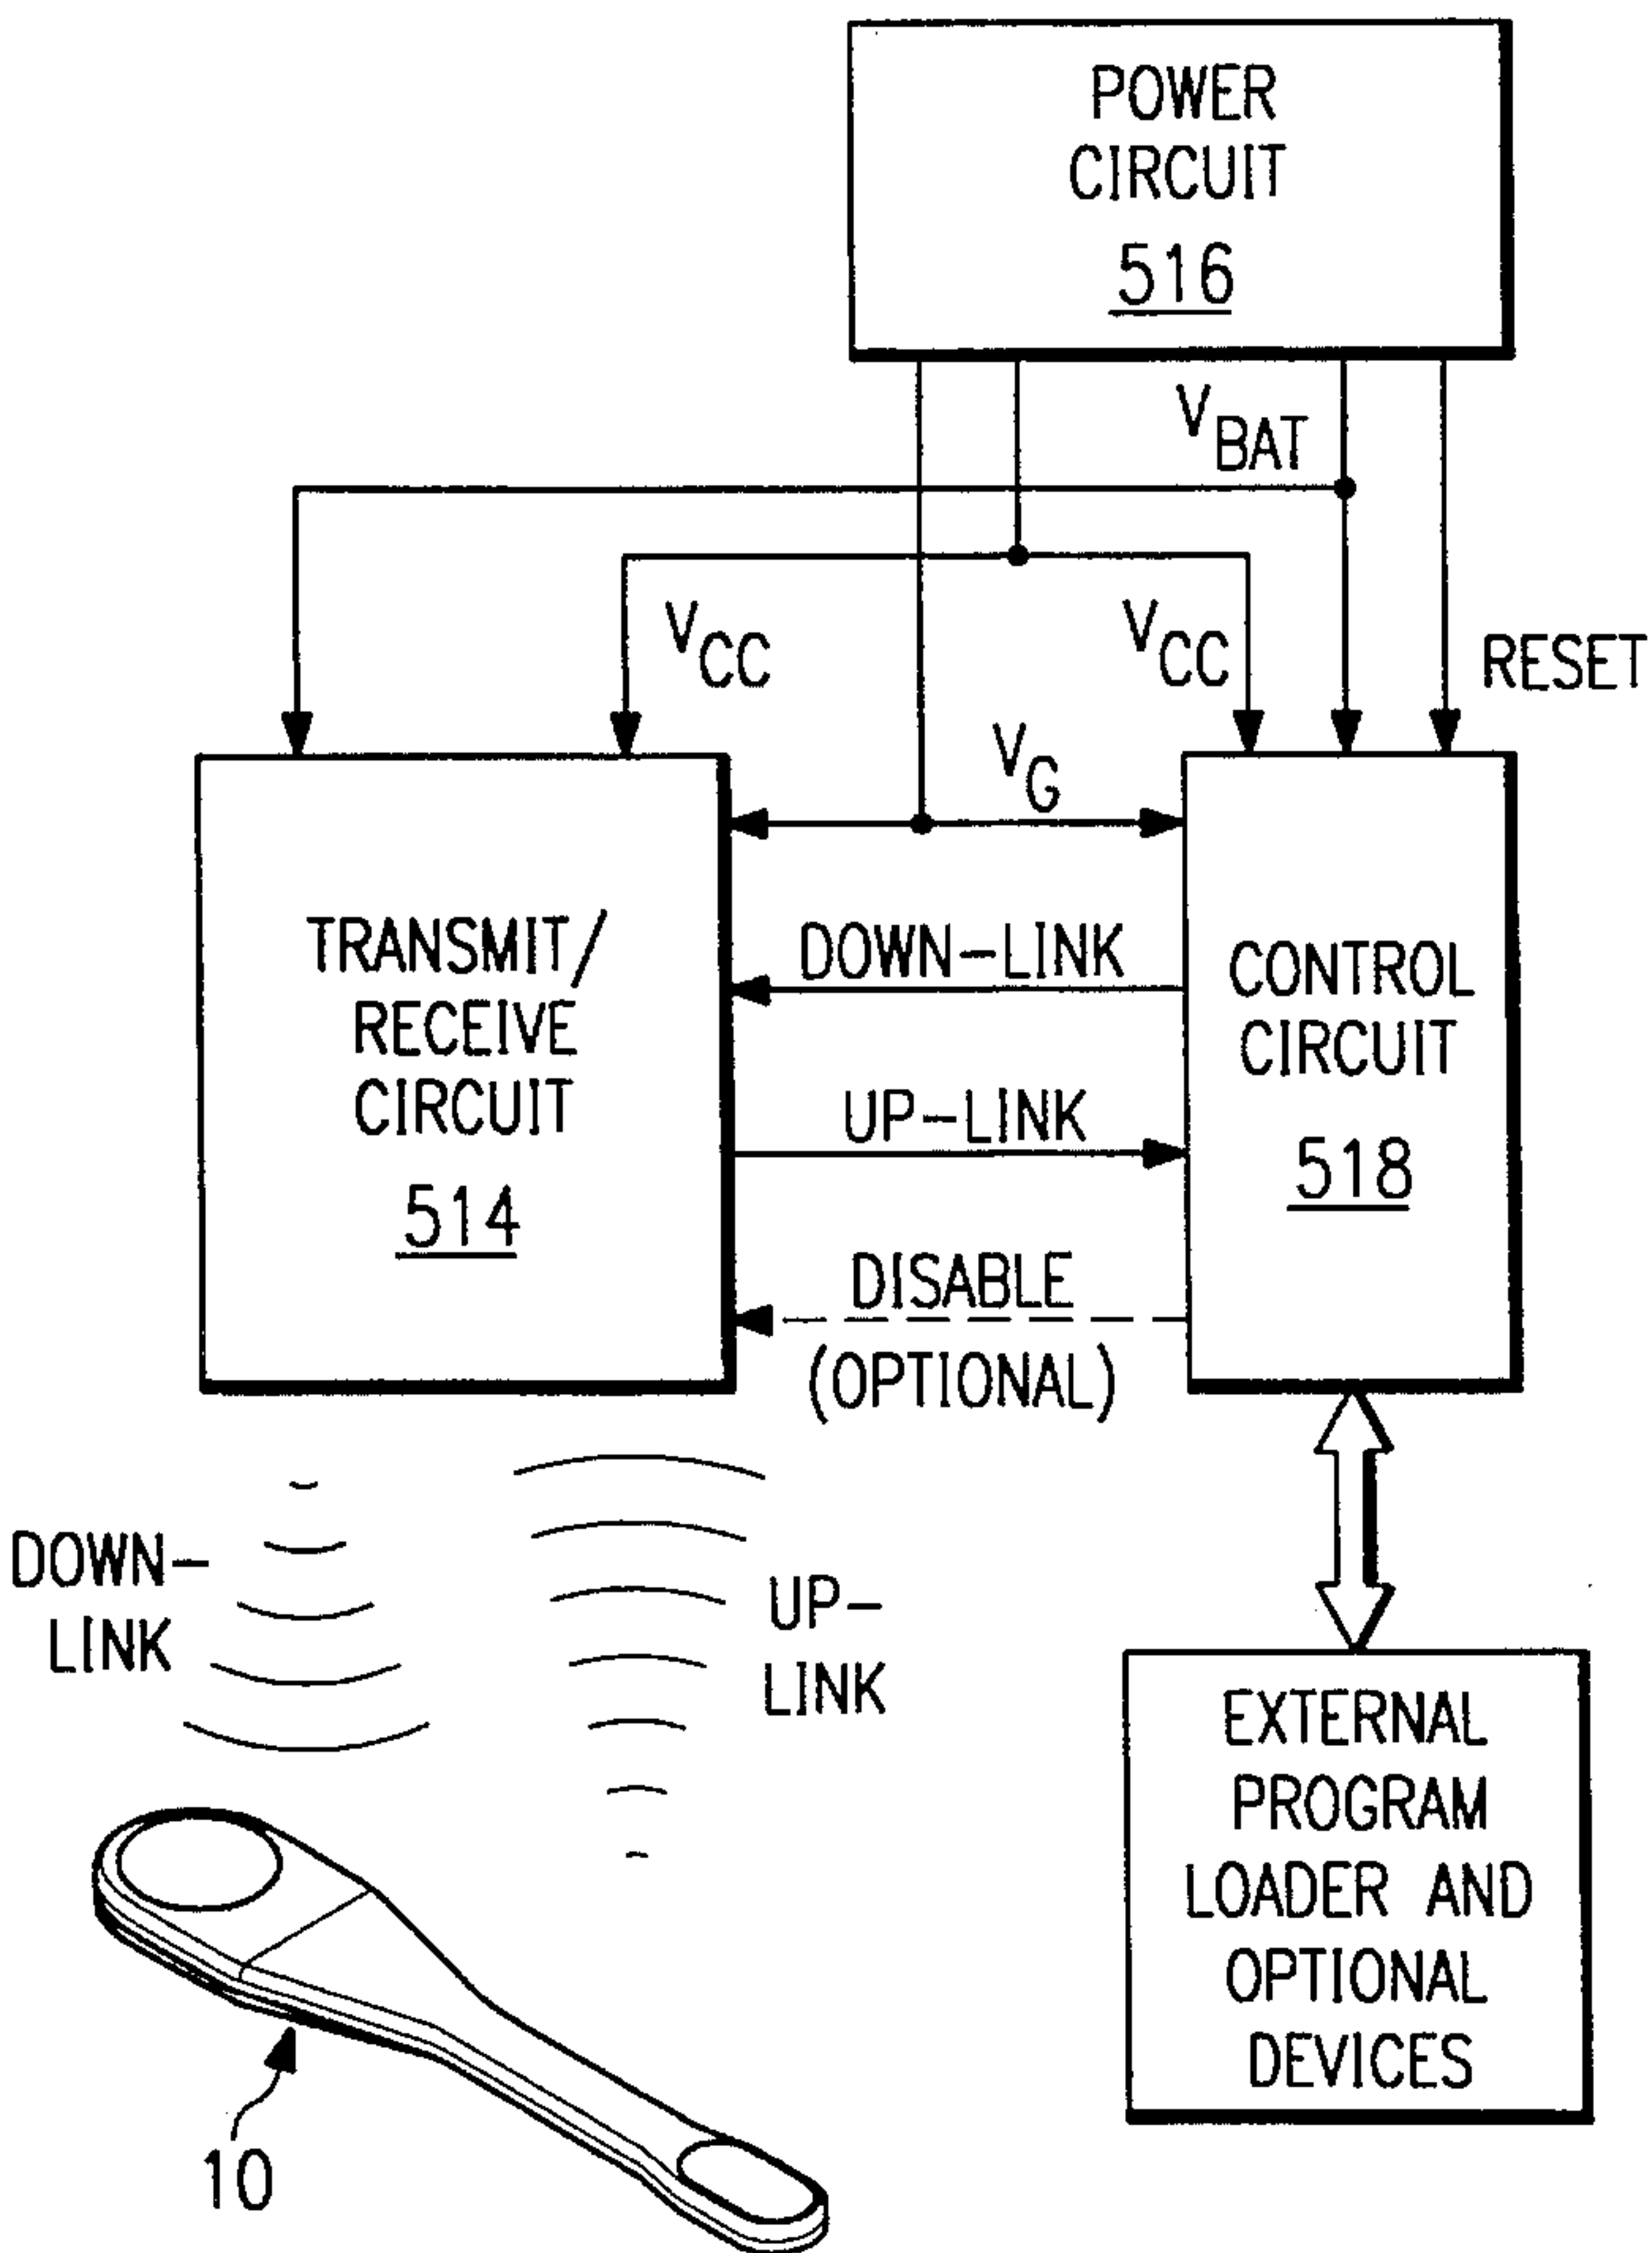 POWER
CIRCUIT
516
VBAT
VCC
VCC
RESET
VG
TRANSMIT/
RECEIVE
CIRCUIT
514
DOWN-LINK
UP-LINK
DISABLE
(OPTIONAL)
CONTROL
CIRCUIT
518
DOWN-
LINK
UP-
LINK
EXTERNAL
PROGRAM
LOADER AND
OPTIONAL
DEVICES
10